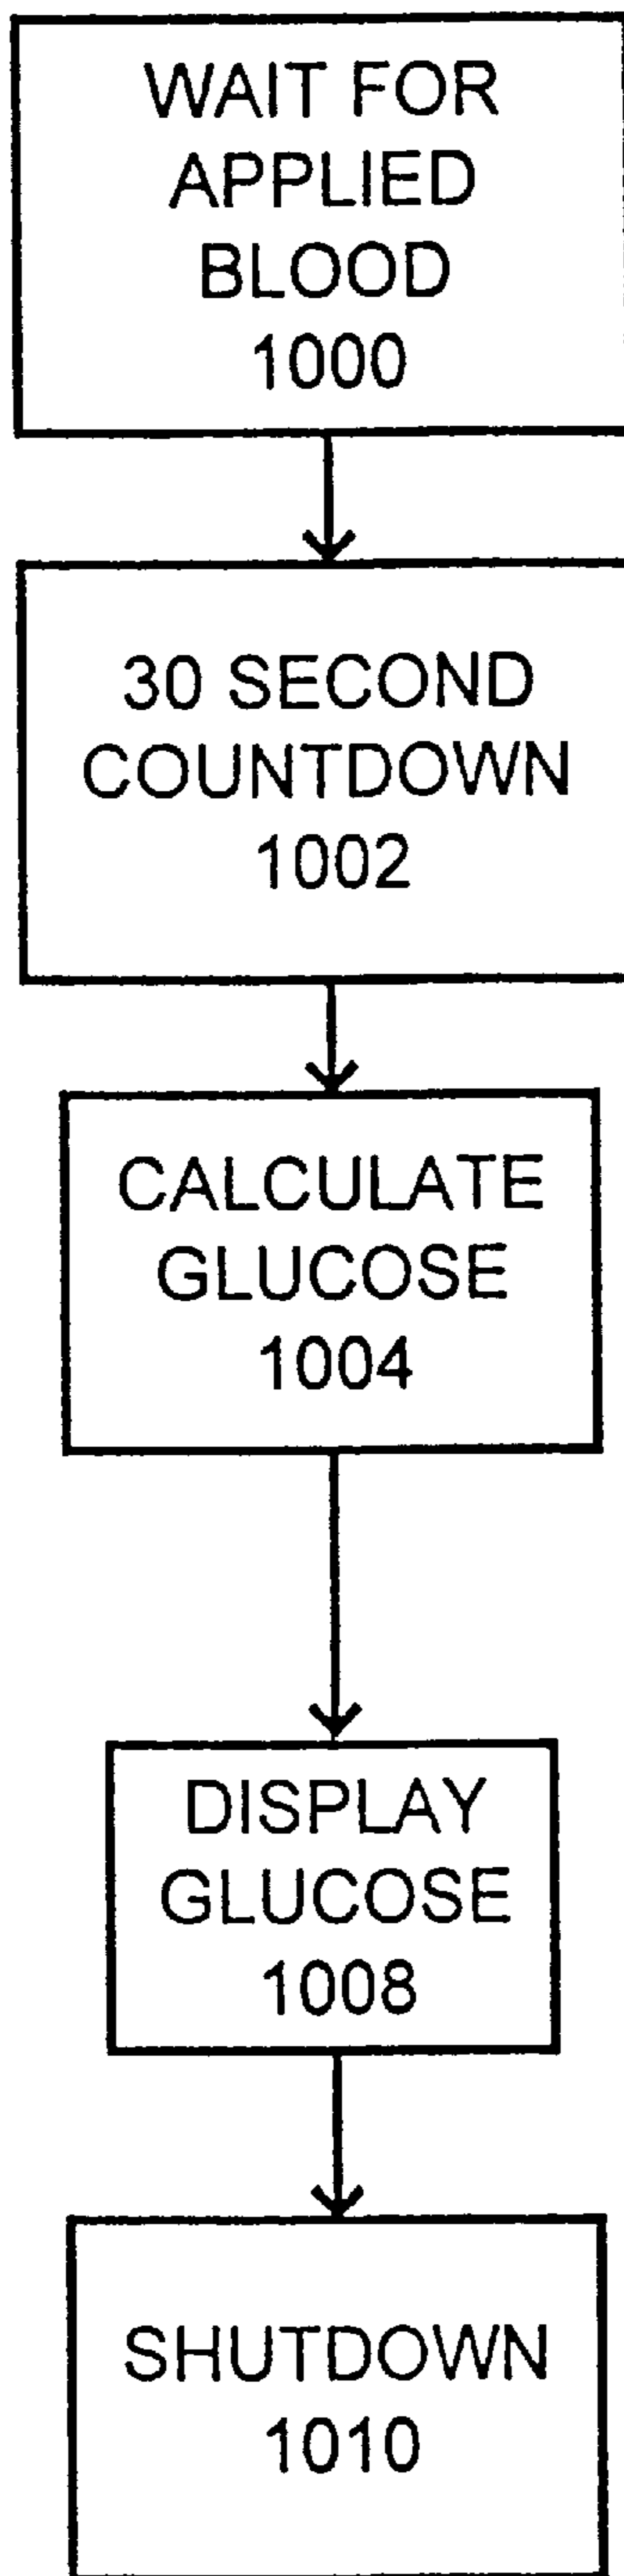 WAIT FOR
APPLIED
BLOOD
1000
30 SECOND
COUNTDOWN
1002
CALCULATE
GLUCOSE
1004
DISPLAY
GLUCOSE
1008
SHUTDOWN
1010